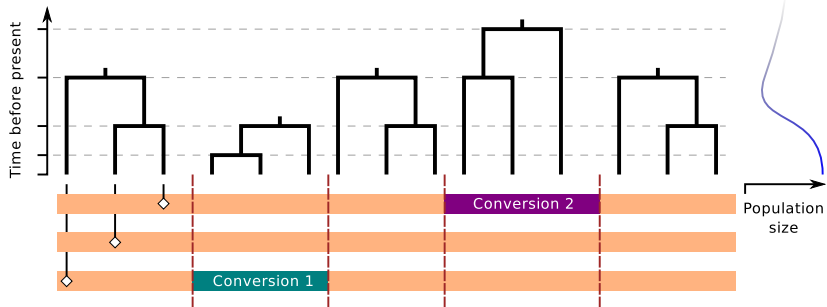 Time before present
Conversion 2
Population
size
Conversion 1